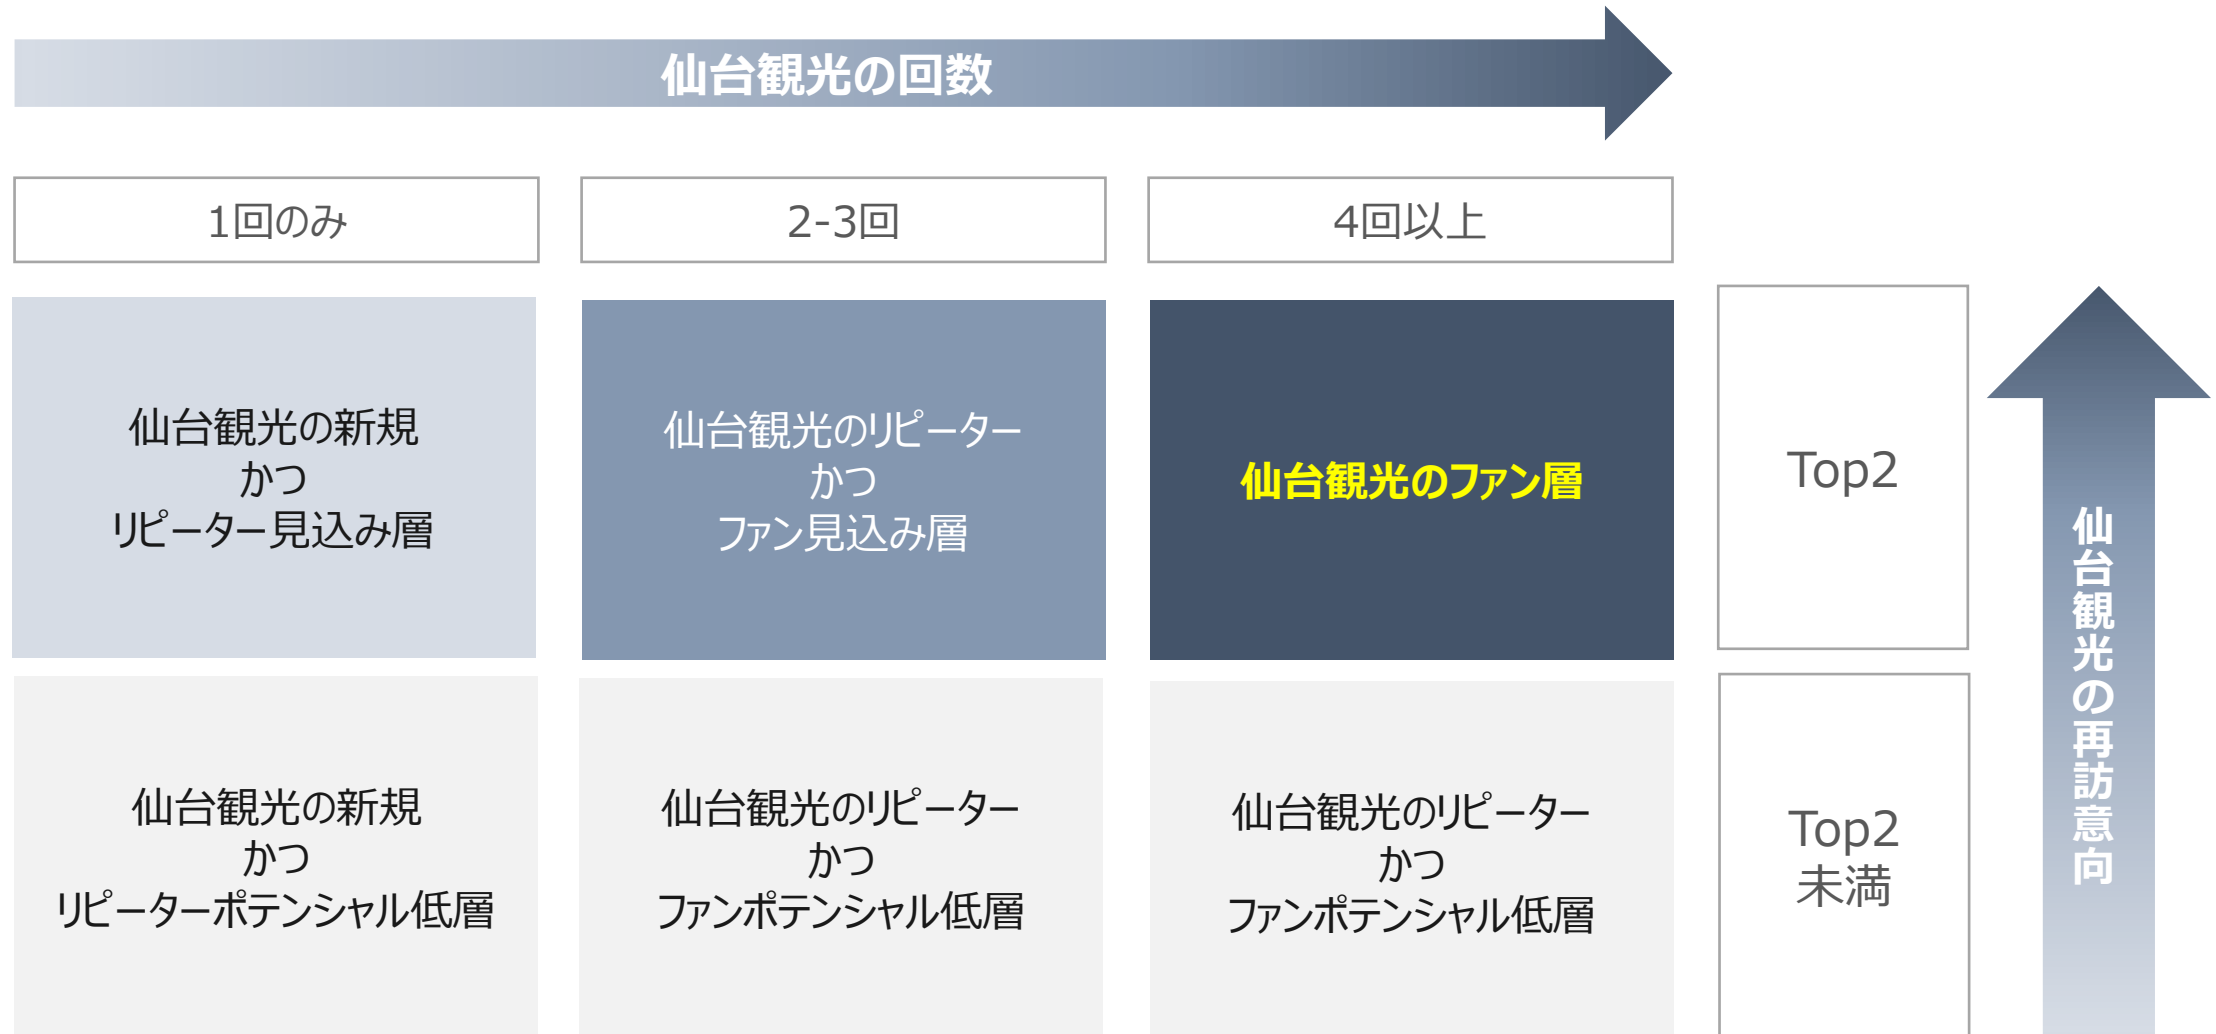 仙台観光の回数
1回のみ
2-3回
4回以上
仙台観光の新規
かつ
リピーター見込み層
仙台観光のリピーター
かつ
ファン見込み層
仙台観光のファン層
Top2
仙台観光の新規
かつ
リピーターポテンシャル低層
仙台観光のリピーター
かつ
ファンポテンシャル低層
仙台観光のリピーター
かつ
ファンポテンシャル低層
Top2
未満
仙台観光の再訪意向